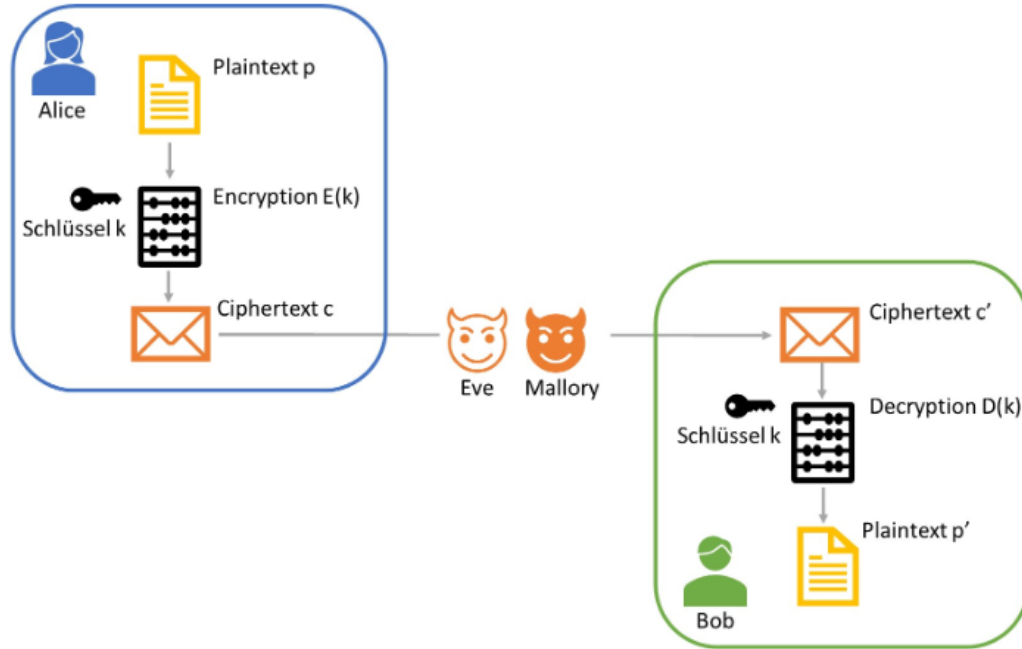 Plaintext p
Alice
Encryption E(k)
Schlüssel k
Ciphertext c
Eve
Mallory
Ciphertext c’
Decryption D(k)
Schlüssel k
Plaintext p’
Bob